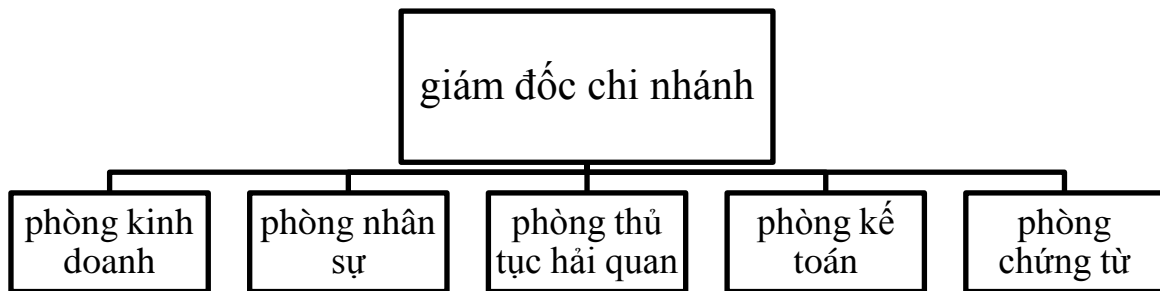 giám đốc chi nhánh
phòng kinh
doanh
phòng nhân
sự
phòng thủ
tục hải quan
phòng kế
toán
phòng
chứng từ